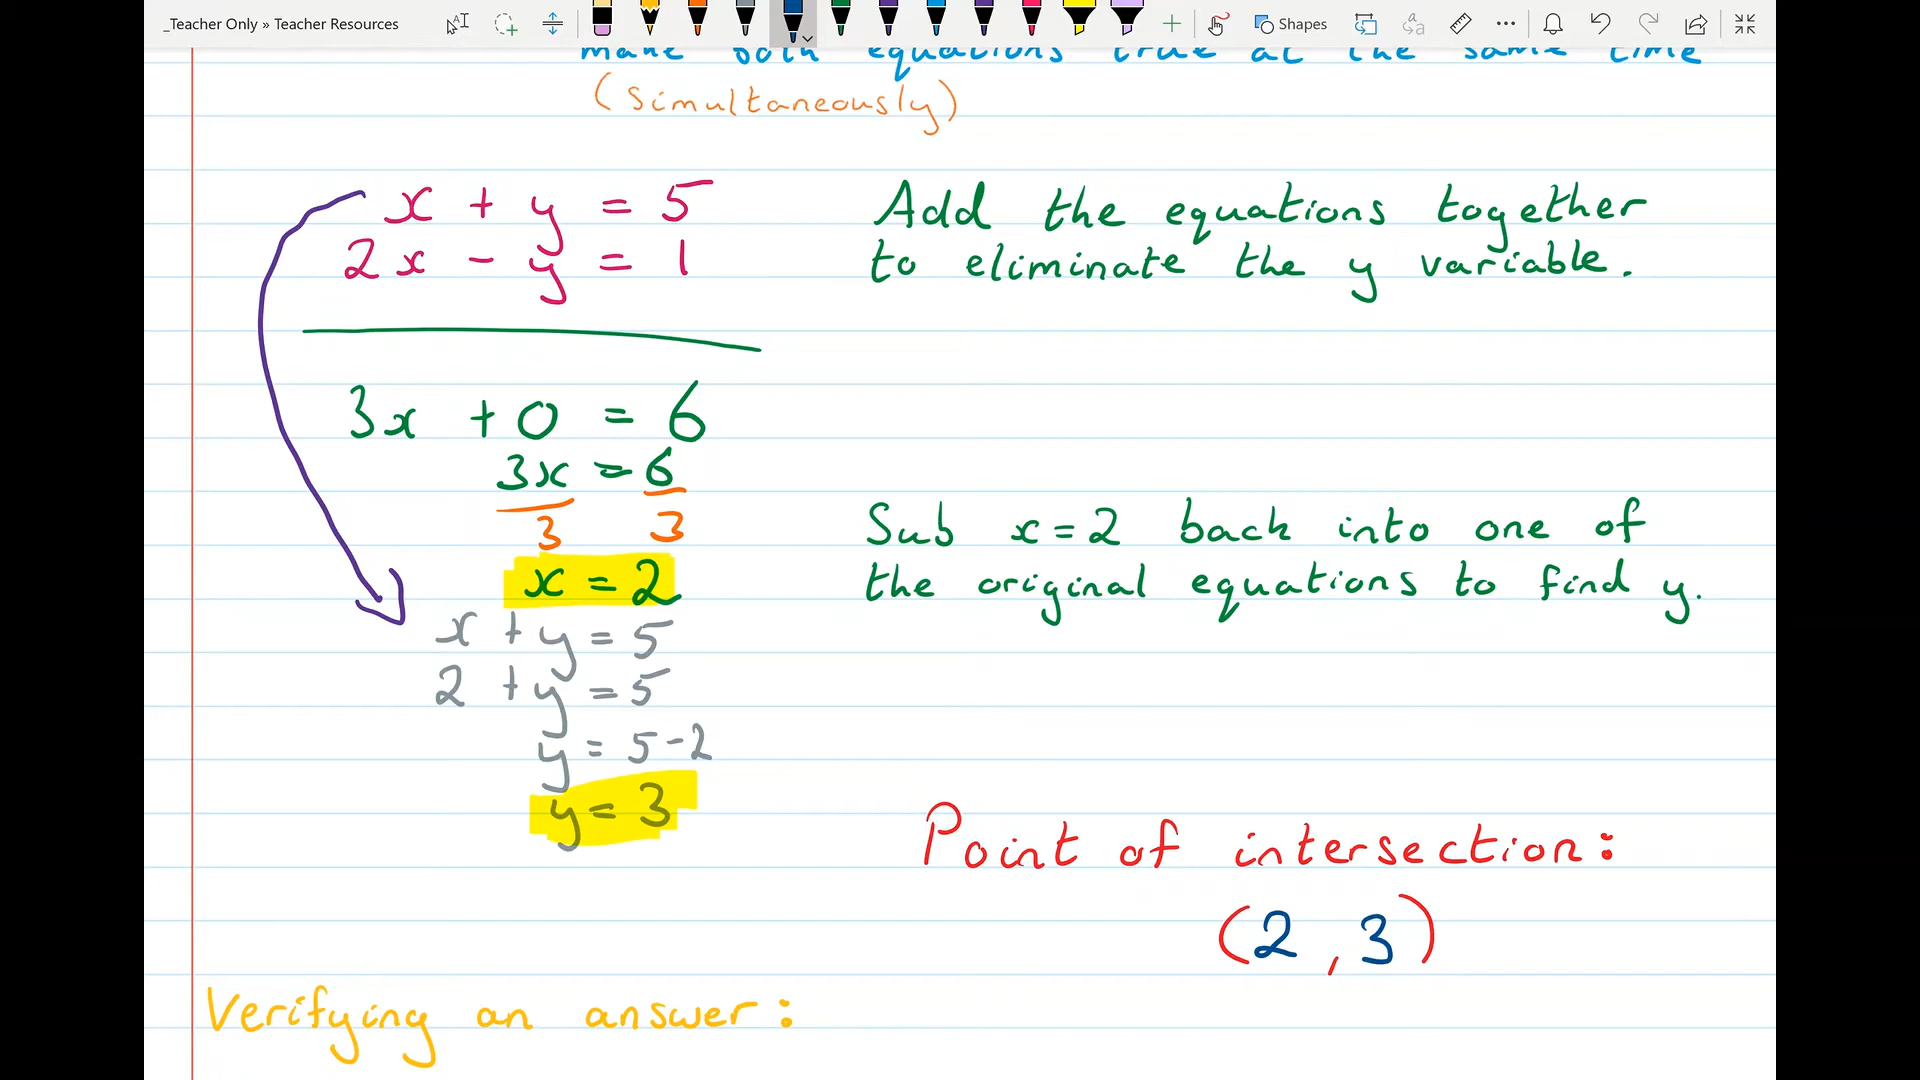 _Teacher Only » Teacher Resources
Shapes
make both equations true at the same time
(simultaneously)
x + y = 5
2x - y = 1
Add the equations together
to eliminate the y variable.
3x + 0 = 6
3x = 6
3 3
x = 2
Sub x = 2 back into one of
the original equations to find y.
x + y = 5
2 + y = 5
y = 5 - 2
y = 3
Point of intersection:
(2, 3)
Verifying an answer: